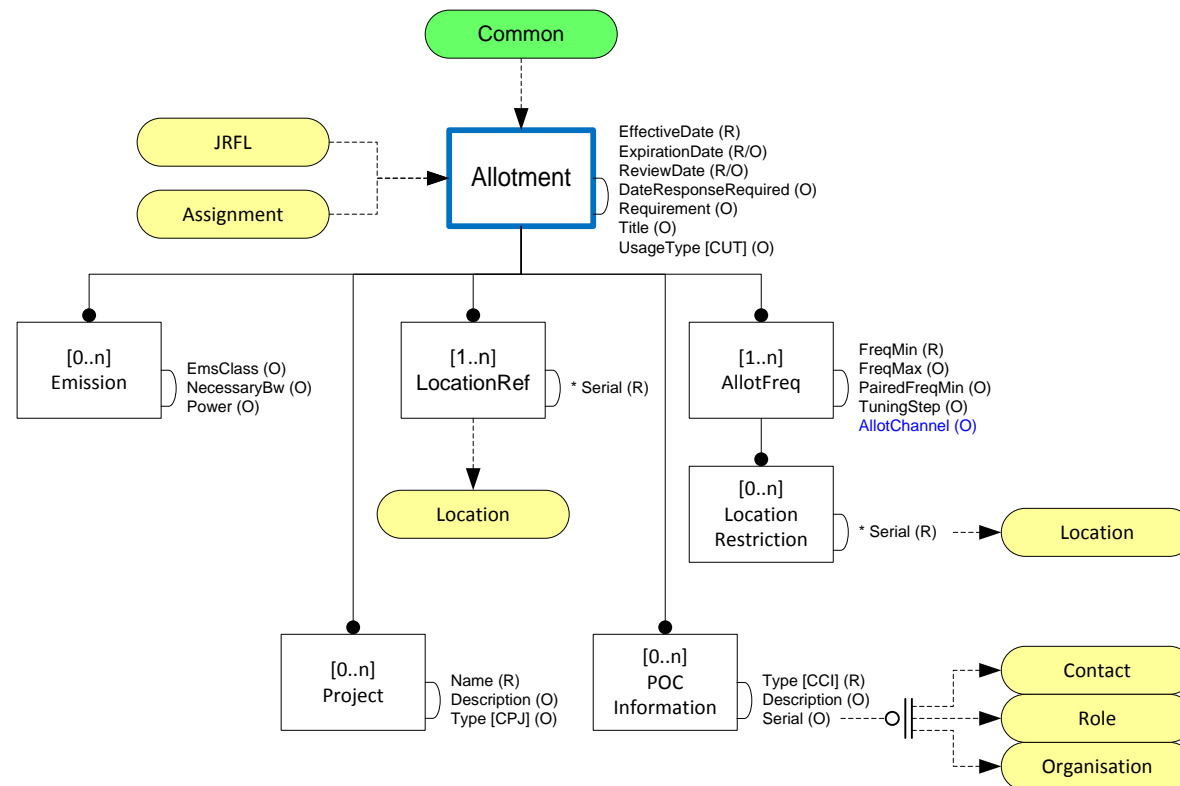 Common
JRFL
Assignment
Allotment
EffectiveDate (R)
ExpirationDate (R/O)
ReviewDate (R/O)
DateResponseRequired (O)
Requirement (O)
Title (O)
UsageType [CUT] (O)
[0..n]
Emission
EmsClass (O)
NecessaryBw (O)
Power (O)
[1..n]
LocationRef
* Serial (R)
Location
[1..n]
AllotFreq
FreqMin (R)
FreqMax (O)
PairedFreqMin (O)
TuningStep (O)
AllotChannel (O)
[0..n]
Location
Restriction
* Serial (R)
Location
[0..n]
Project
Name (R)
Description (O)
Type [CPJ] (O)
[0..n]
POC
Information
Type [CCI] (R)
Description (O)
Serial (O)
Contact
Role
Organisation